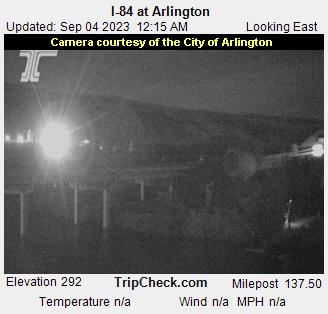 I-84 at Arlington
Updated: Sep 04 2023 12:15 AM Looking East
Camera courtesy of the City of Arlington
Elevation 292 TripCheck.com Milepost 137.50
Temperature n/a Wind n/a MPH n/a